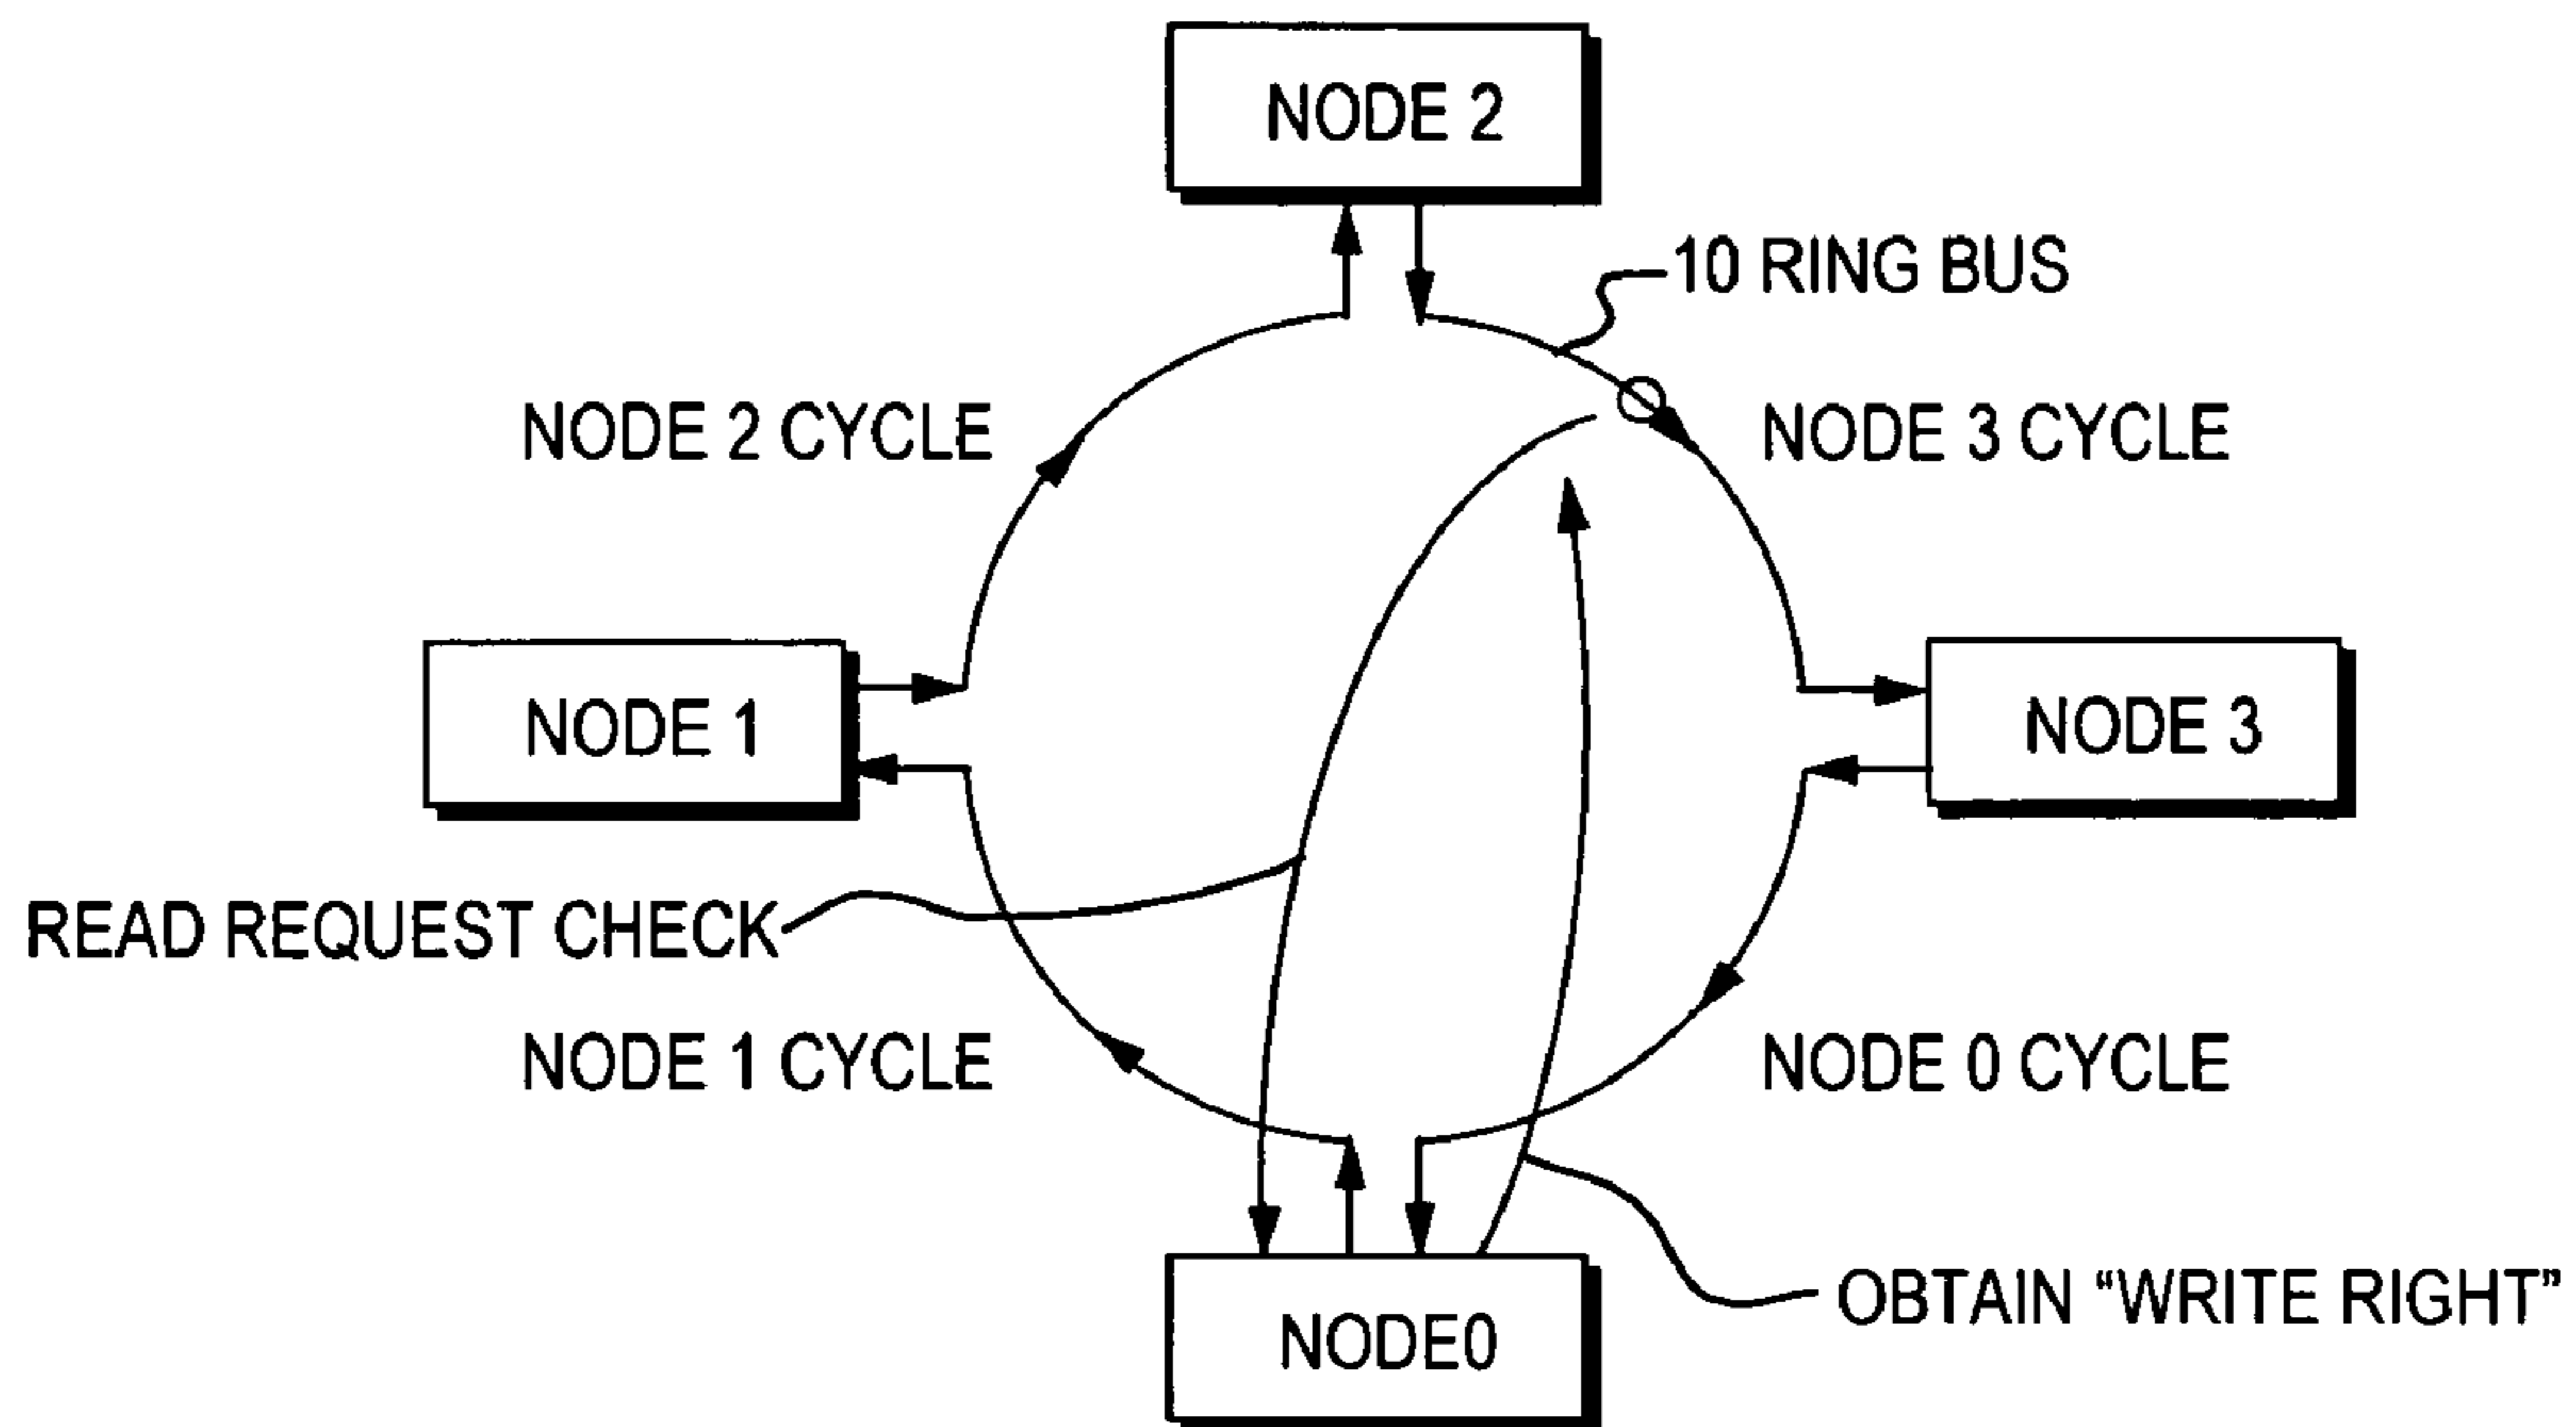 NODE 2
10 RING BUS
NODE 2 CYCLE
NODE 3 CYCLE
NODE 1
NODE 3
READ REQUEST CHECK
NODE 1 CYCLE
NODE 0 CYCLE
OBTAIN “WRITE RIGHT”
NODE0